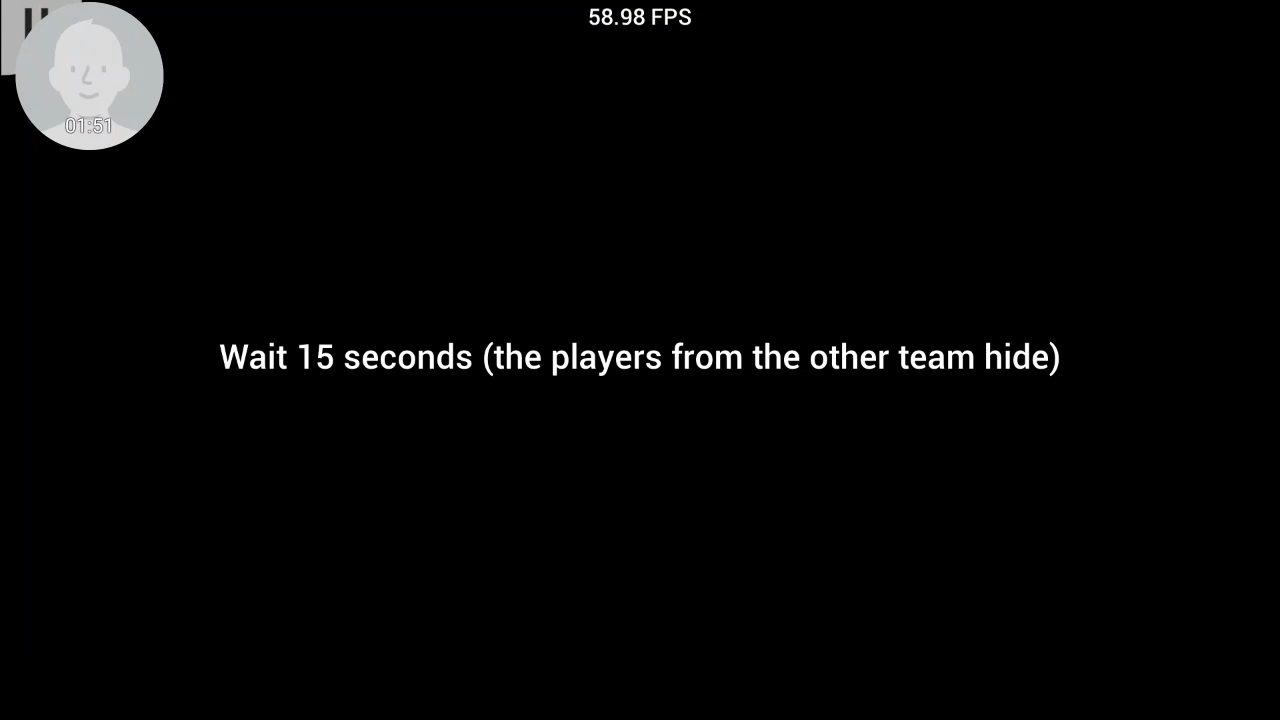 58.98 FPS
01:51
Wait 15 seconds (the players from the other team hide)